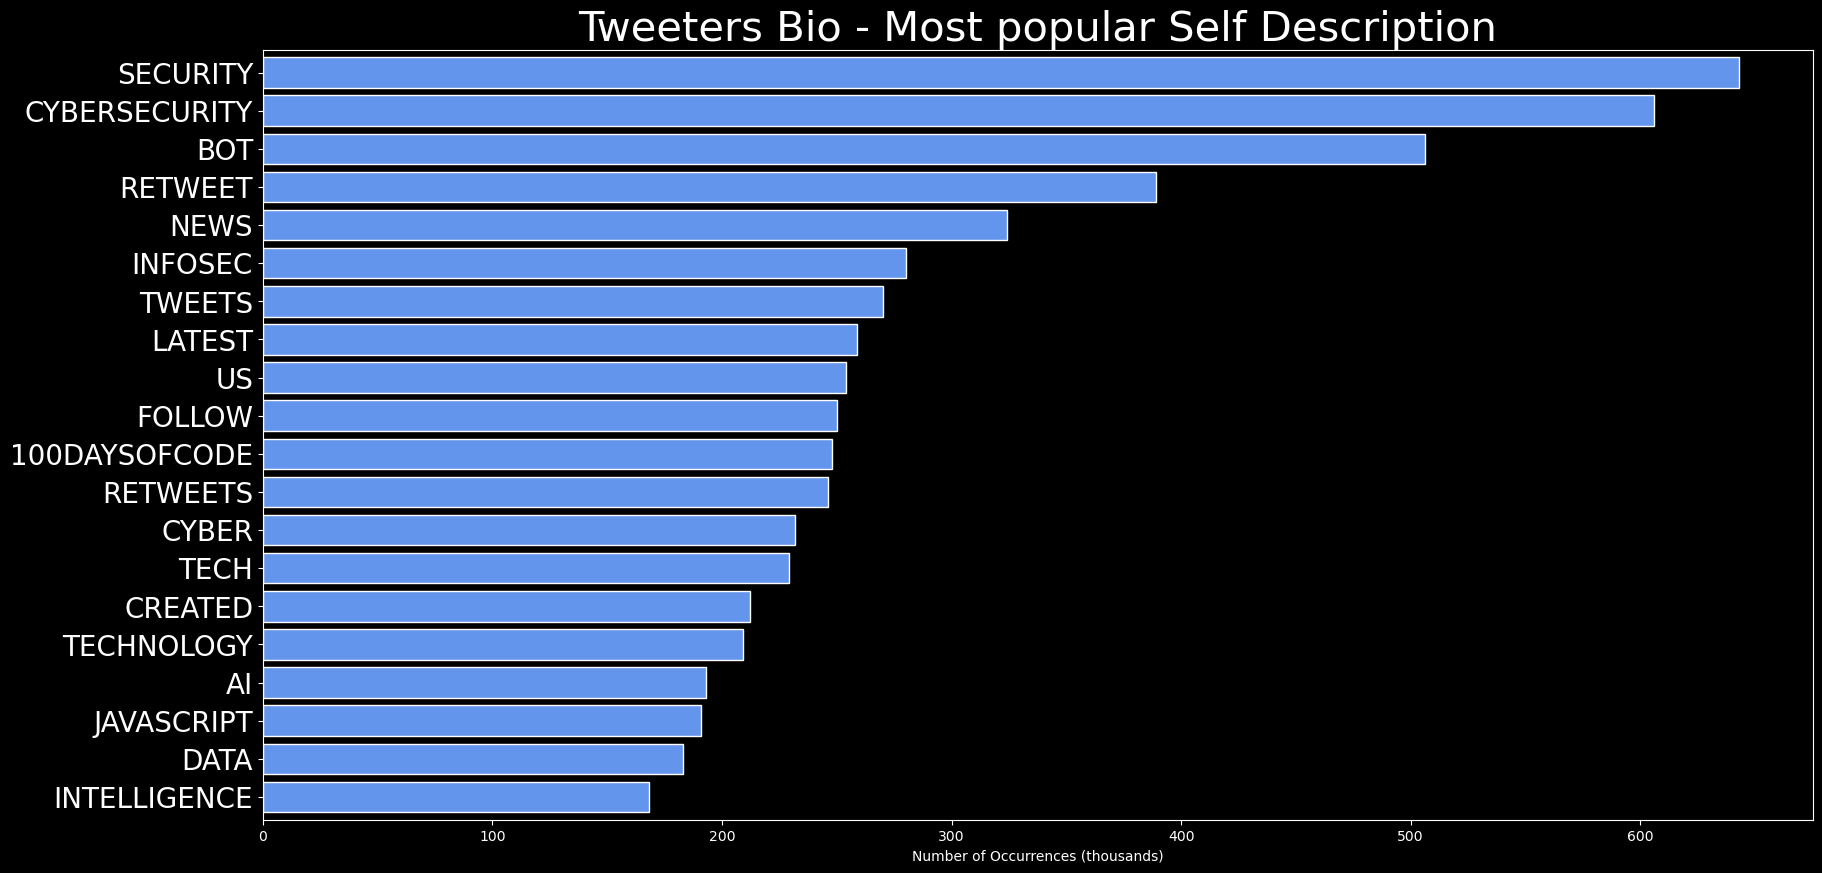 Tweeters Bio - Most popular Self Description
SECURITY
CYBERSECURITY
BOT
RETWEET
NEWS
INFOSEC
TWEETS
LATEST
US
FOLLOW
100DAYSOFCODE
RETWEETS
CYBER
TECH
CREATED
TECHNOLOGY
AI
JAVASCRIPT
DATA
INTELLIGENCE
0 100 200 300 400 500 600
Number of Occurrences (thousands)